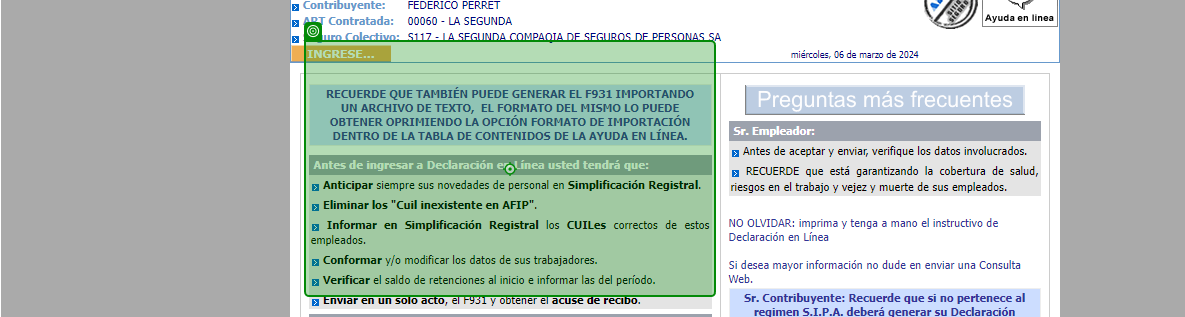 Contribuyente: FEDERICO PERRET
ART Contratada: 00060 - LA SEGUNDA
Seguro Colectivo: S117 - LA SEGUNDA COMPAQIA DE SEGUROS DE PERSONAS SA
Ayuda en línea
INGRESE...
miércoles, 06 de marzo de 2024
RECUERDE QUE TAMBIÉN PUEDE GENERAR EL F931 IMPORTANDO
UN ARCHIVO DE TEXTO, EL FORMATO DEL MISMO LO PUEDE
OBTENER OPRIMIENDO LA OPCIÓN FORMATO DE IMPORTACIÓN
DENTRO DE LA TABLA DE CONTENIDOS DE LA AYUDA EN LÍNEA.
Antes de ingresar a Declaración en Línea usted tendrá que:
Anticipar siempre sus novedades de personal en Simplificación Registral.
Eliminar los "Cuil inexistente en AFIP".
Informar en Simplificación Registral los CUILes correctos de estos
empleados.
Conformar y/o modificar los datos de sus trabajadores.
Verificar el saldo de retenciones al inicio e informar las del período.
Enviar en un solo acto, el F931 y obtener el acuse de recibo.
Preguntas más frecuentes
Sr. Empleador:
Antes de aceptar y enviar, verifique los datos involucrados.
RECUERDE que está garantizando la cobertura de salud,
riesgos en el trabajo y vejez y muerte de sus empleados.
NO OLVIDAR: imprima y tenga a mano el instructivo de
Declaración en Línea
Si desea mayor información no dude en enviar una Consulta
Web.
Sr. Contribuyente: Recuerde que si no pertenece al
regimen S.I.P.A. deberá generar su Declaración